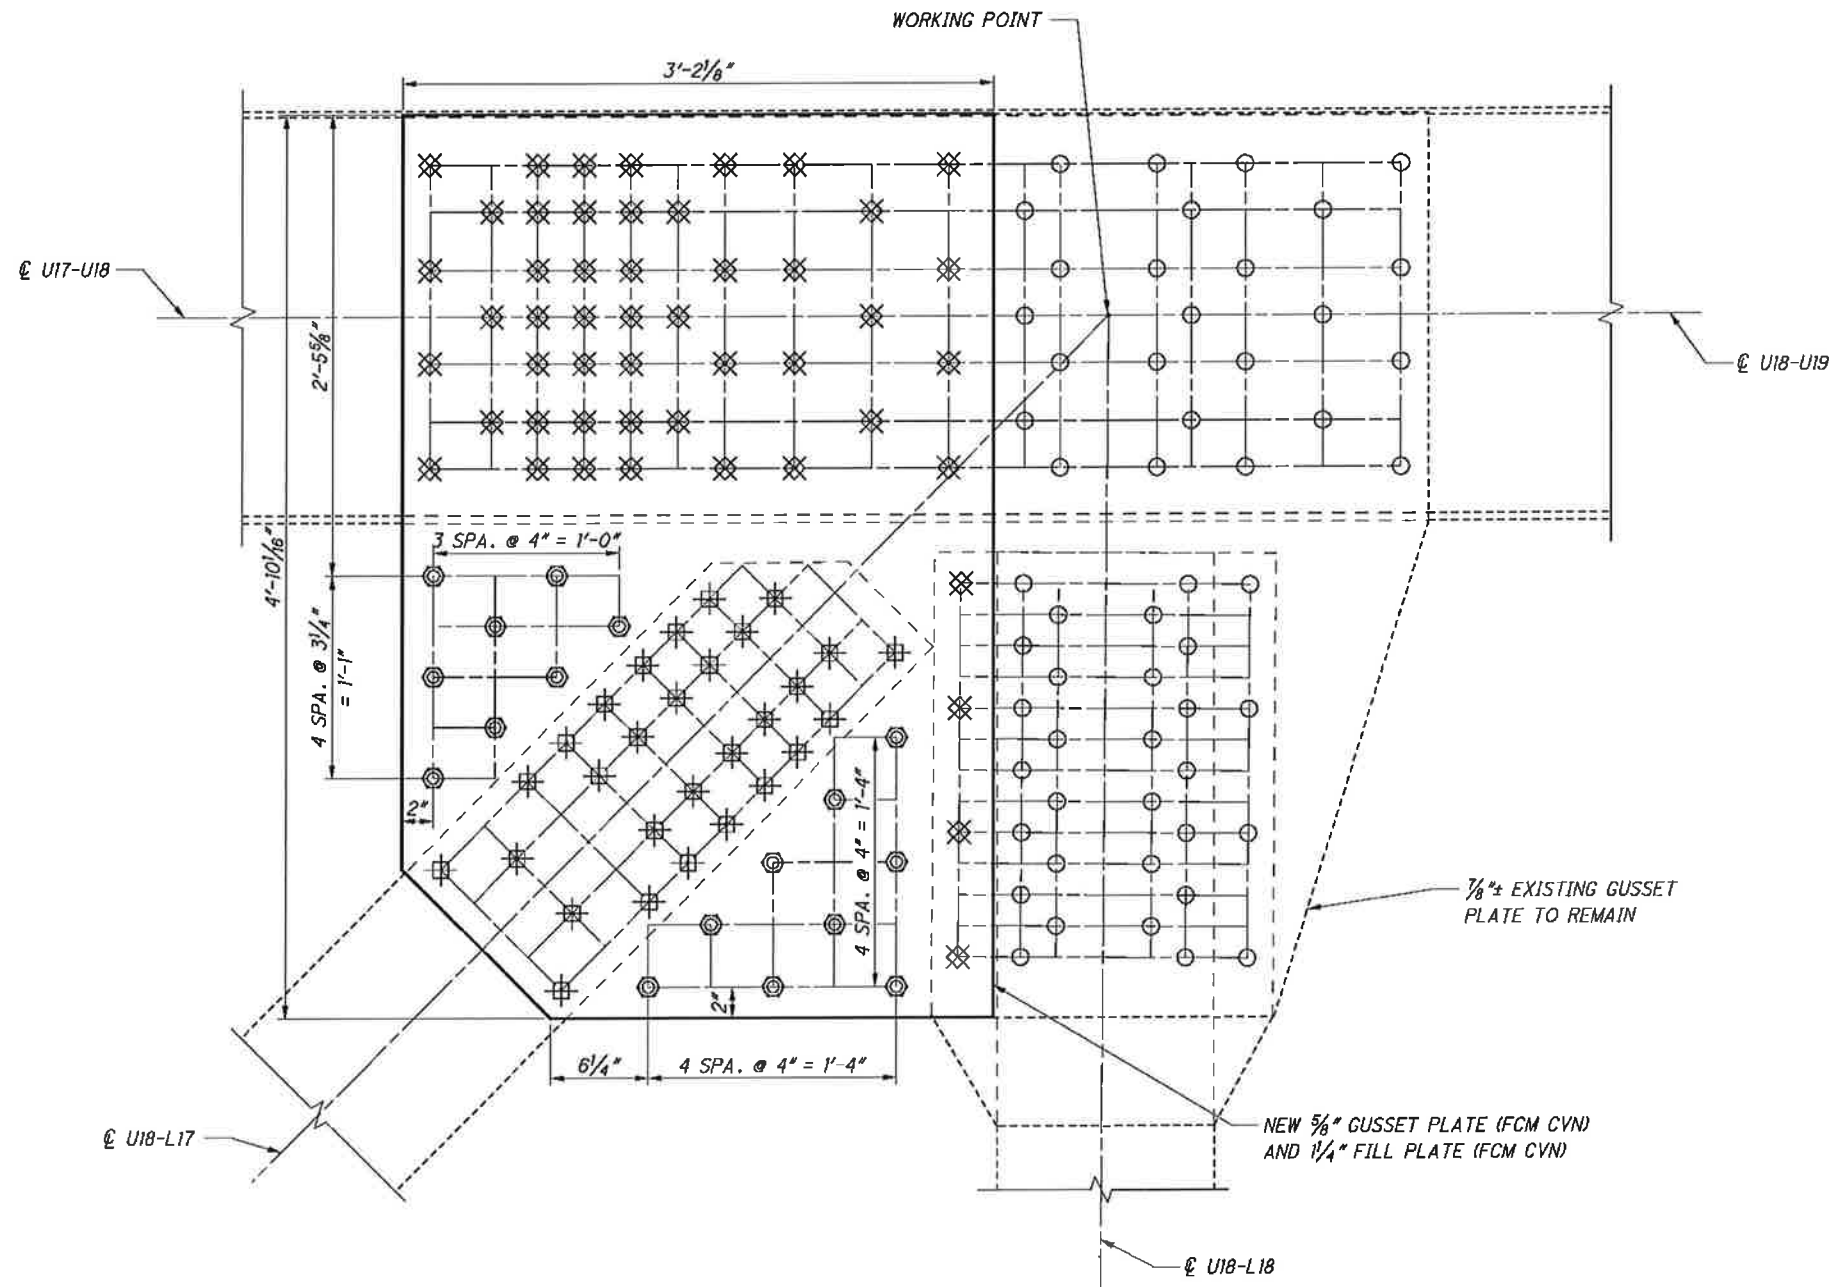 WORKING POINT
3'-2⅛"
℄ U17-U18
2'-5⅝"
4'-10 1/16"
℄ U18-U19
3 SPA. @ 4" = 1'-0"
4 SPA. @ 3¼"
= 1'-1"
2"
4 SPA. @ 4" = 1'-4"
2"
⅞"± EXISTING GUSSET
PLATE TO REMAIN
6¼"
4 SPA. @ 4" = 1'-4"
NEW ⅝" GUSSET PLATE (FCM CVN)
AND 1¼" FILL PLATE (FCM CVN)
℄ U18-L17
℄ U18-L18